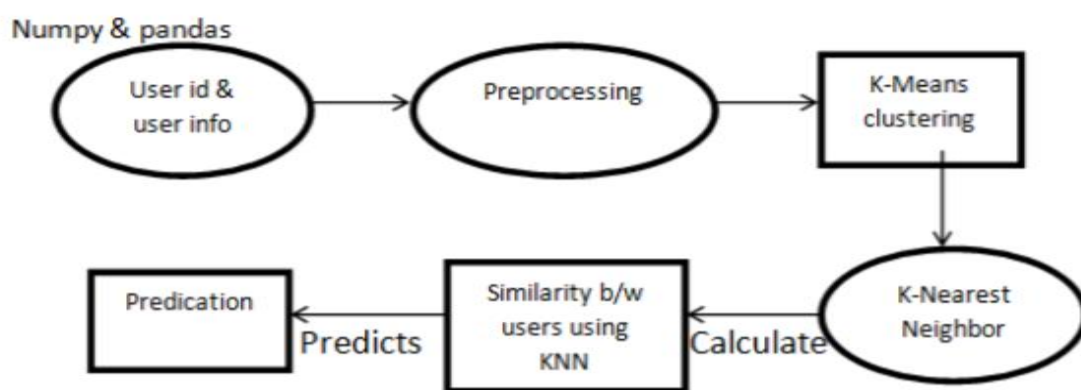 Numpy & pandas
User id &
user info
Preprocessing
K-Means
clustering
K-Nearest
Neighbor
Calculate
Similarity b/w
users using
KNN
Predicts
Predication